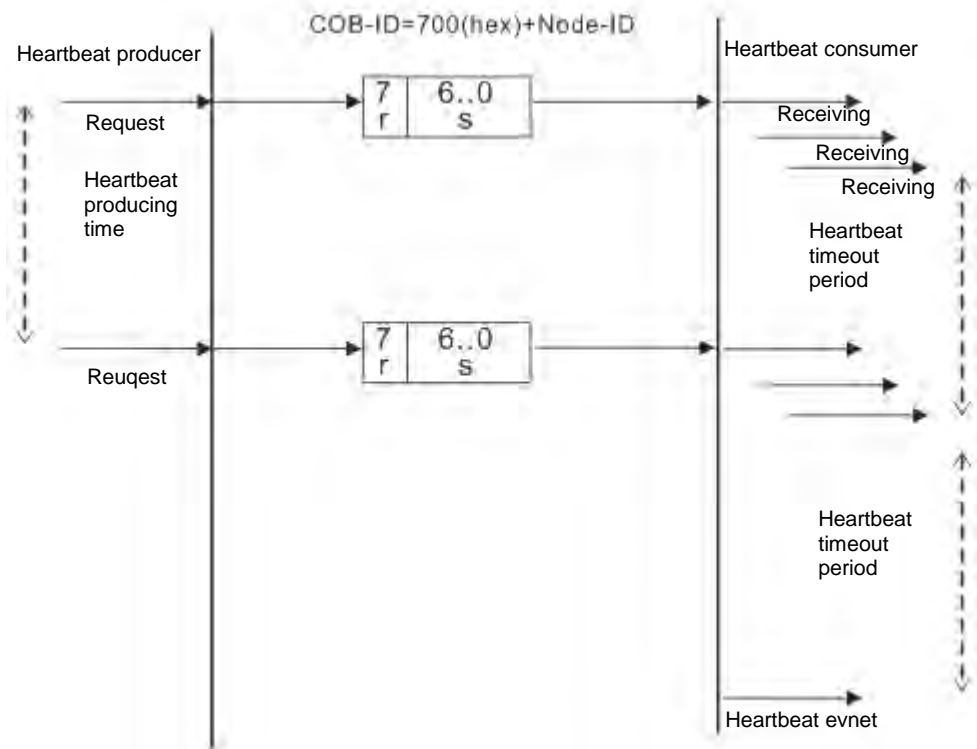 COB-ID=700(hex)+Node-ID
Heartbeat producer
Heartbeat consumer
7 6..0
r s
Request
Receiving
Receiving
Receiving
Heartbeat
producing
time
Heartbeat
timeout
period
7 6..0
r s
Reuqest
Heartbeat
timeout
period
Heartbeat evnet